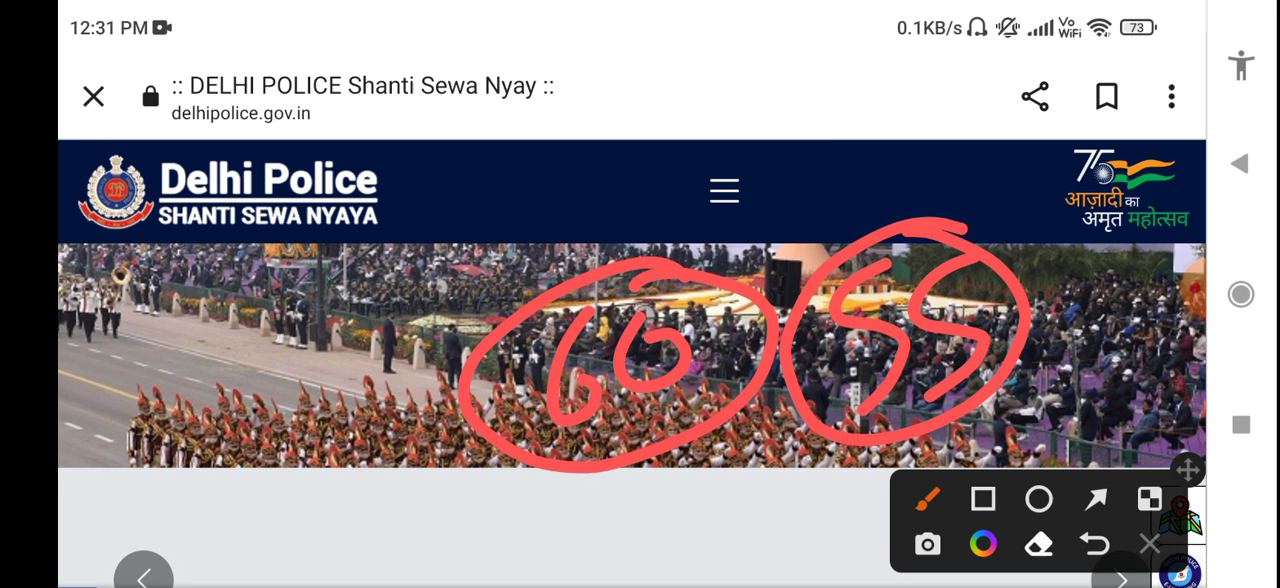 12:31 PM 0.1KB/s Vo WiFi 73
:: DELHI POLICE Shanti Sewa Nyay ::
delhipolice.gov.in
Delhi Police
SHANTI SEWA NYAYA
75
आज़ादी का
अमृत महोत्सव
66 55